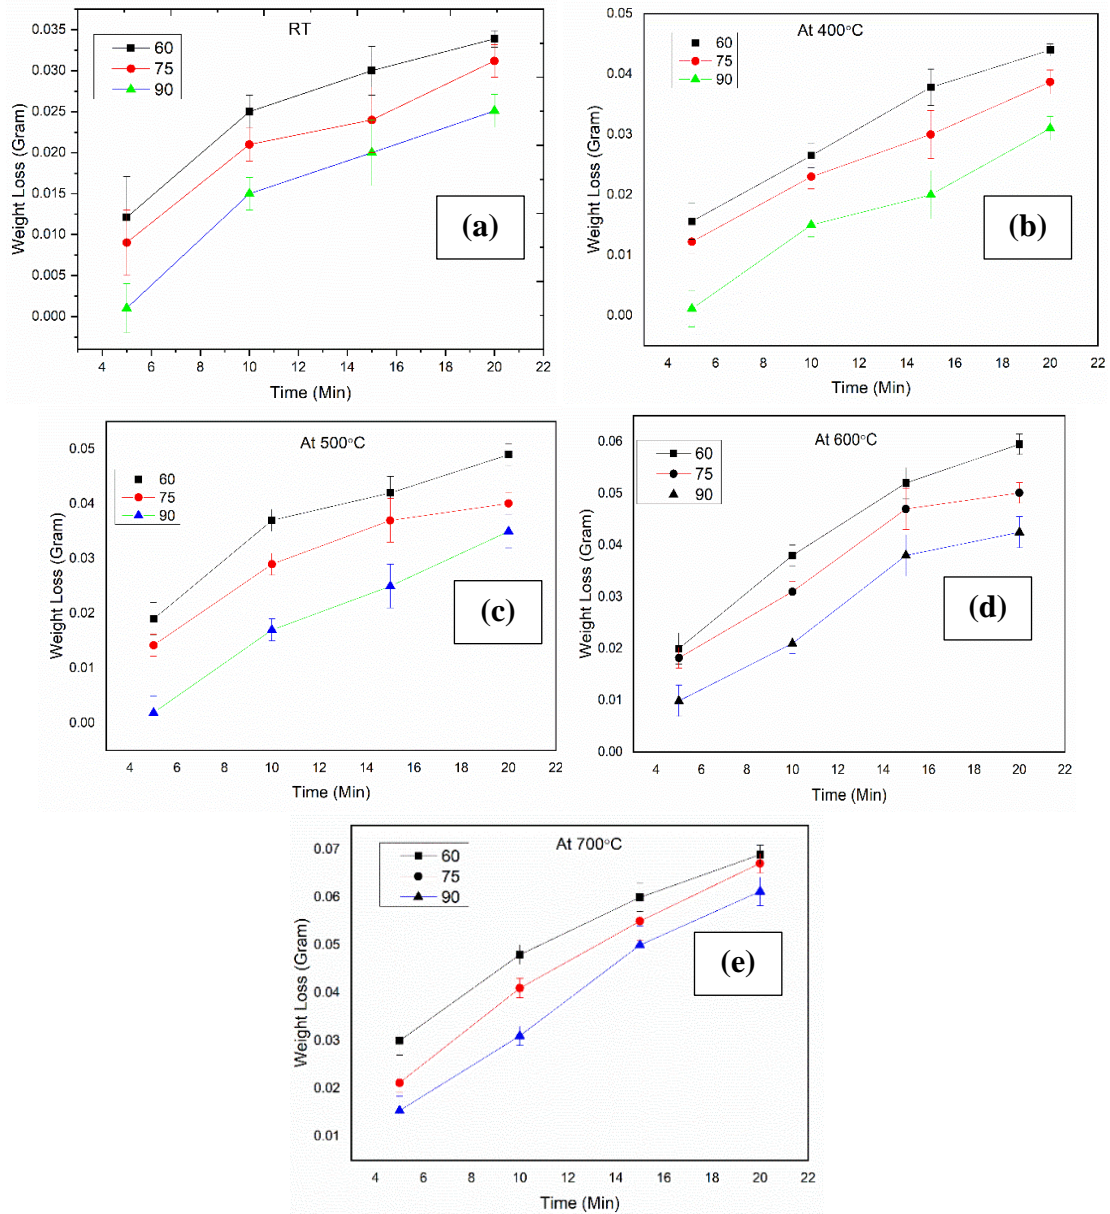 RT
60
75
90
(a)
0.035
0.030
0.025
0.020
0.015
0.010
0.005
0.000
Weight Loss (Gram)
4 6 8 10 12 14 16 18 20 22
Time (Min)
At 400°C
60
75
90
(b)
0.05
0.04
0.03
0.02
0.01
0.00
Weight Loss (Gram)
4 6 8 10 12 14 16 18 20 22
Time (Min)
At 500°C
60
75
90
(c)
0.05
0.04
0.03
0.02
0.01
0.00
Weight Loss (Gram)
4 6 8 10 12 14 16 18 20 22
Time (Min)
At 600°C
60
75
90
(d)
0.06
0.05
0.04
0.03
0.02
0.01
0.00
Weight Loss (Gram)
4 6 8 10 12 14 16 18 20 22
Time (Min)
At 700°C
60
75
90
(e)
0.07
0.06
0.05
0.04
0.03
0.02
0.01
Weight Loss (Gram)
4 6 8 10 12 14 16 18 20 22
Time (Min)